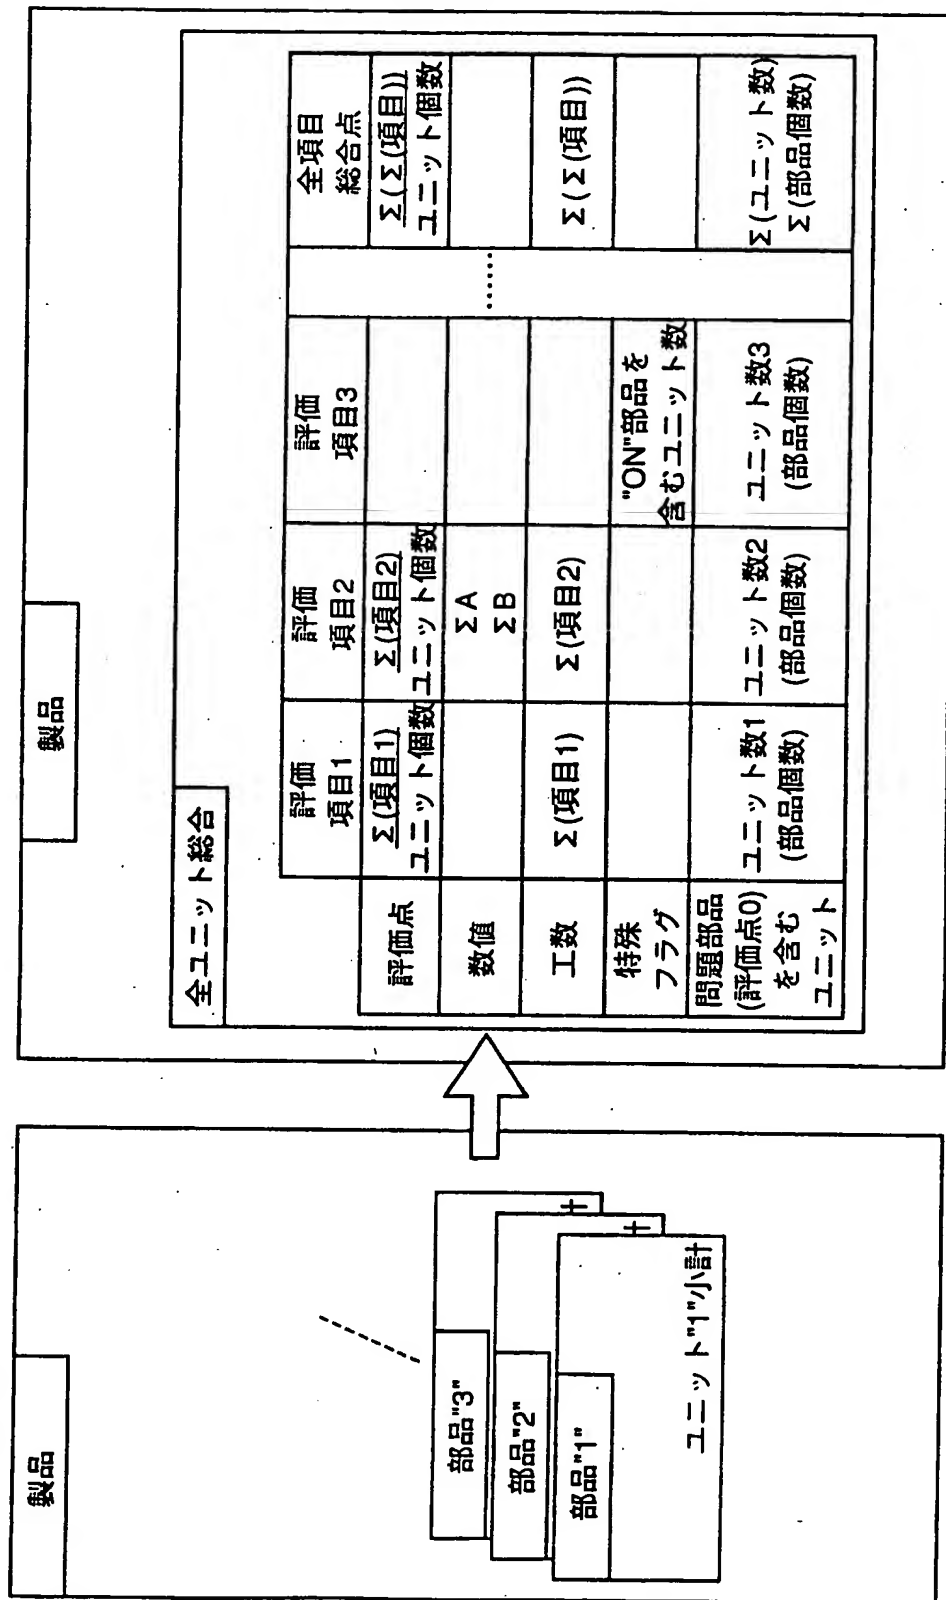 製品
部品"3"
部品"2"
部品"1"
ユニット"1"小計
製品
全ユニット総合
評価
項目1
評価
項目2
評価
項目3
全項目
総合点
評価点
Σ(項目1)
ユニット個数
Σ(項目2)
ユニット個数
Σ(Σ(項目))
ユニット個数
数値
ΣA
ΣB
……
工数
Σ(項目1)
Σ(項目2)
Σ(Σ(項目))
特殊
フラグ
"ON"部品を
含むユニット数
問題部品
(評価点0)
を含む
ユニット
ユニット数1
(部品個数)
ユニット数2
(部品個数)
ユニット数3
(部品個数)
Σ(ユニット数)
Σ(部品個数)